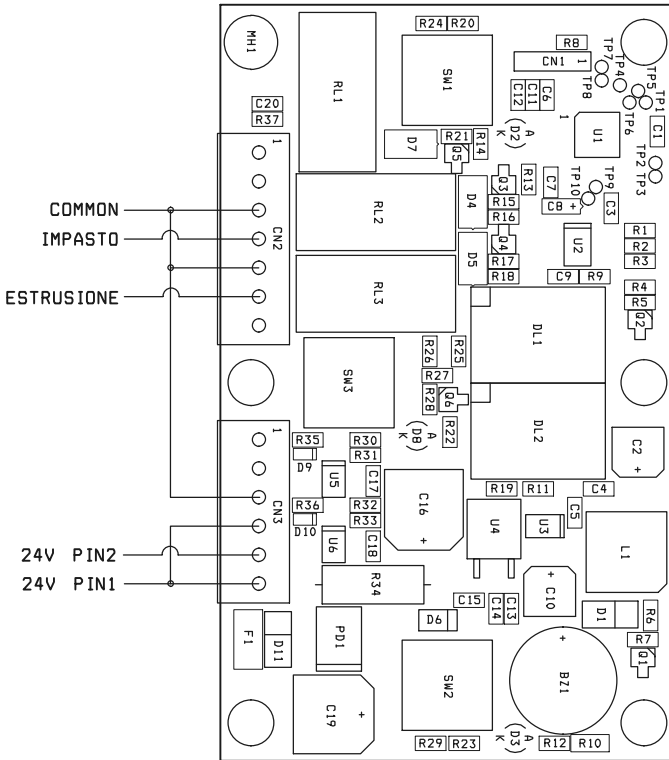 R24 R20
R8
MH1
RL1
SW1
CN1 1
TP7
TP4
TP5
TP1
TP8
TP6
C12
C11
C6
C20
R37
D2
A
K
1
U1
C1
D7
R21
Q5
R14
TP2
TP3
1
CN2
RL2
D4
Q3
R13
R15
R16
C7
TP9
TP10
C8 +
C3
COMMON
IMPASTO
ESTRUSIONE
RL3
D5
Q4
R17
R18
U2
C9 R9
R1
R2
R3
R4
R5
Q2
DL1
SW3
R26
R25
R27
R28
Q6
DL2
D8
A
K
R22
C2
+
1
CN3
R35
D9
R30
R31
U5
C17
R36
D10
R32
R33
U6
C18
C16
+
R19 R11
C4
C5
U4
U3
L1
24V PIN2
24V PIN1
R34
C15
C14
C13
C10
+
D1
R6
R7
Q1
F1
D11
PD1
D6
C19
+
SW2
BZ1
+
R29 R23
D3
A
K
R12 R10